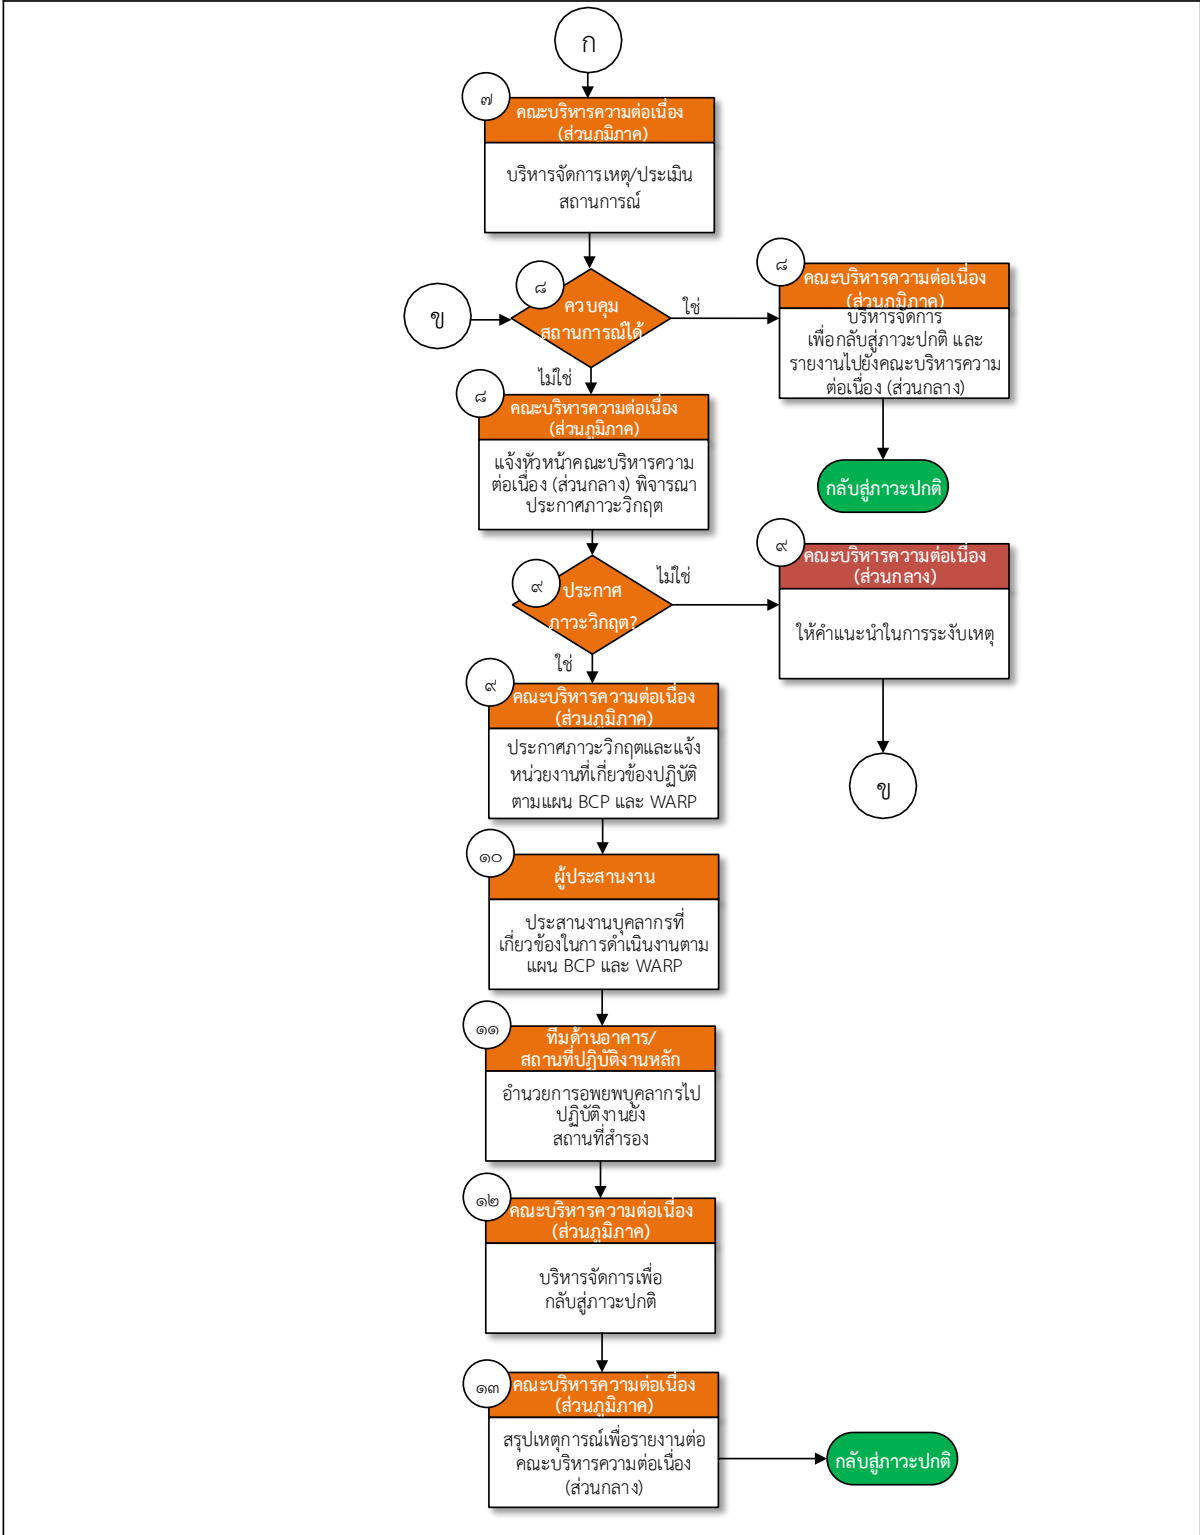 ก
๗
คณะบริหารความต่อเนื่อง
(ส่วนภูมิภาค)
บริหารจัดการเหตุ/ประเมิน
สถานการณ์
๘
ควบคุม
สถานการณ์ได้
ข
ใช่
๘
คณะบริหารความต่อเนื่อง
(ส่วนภูมิภาค)
บริหารจัดการ
เพื่อกลับสู่ภาวะปกติ และ
รายงานไปยังคณะบริหารความ
ต่อเนื่อง (ส่วนกลาง)
กลับสู่ภาวะปกติ
ไม่ใช่
๘
คณะบริหารความต่อเนื่อง
(ส่วนภูมิภาค)
แจ้งหัวหน้าคณะบริหารความ
ต่อเนื่อง (ส่วนกลาง) พิจารณา
ประกาศภาวะวิกฤต
๙
ประกาศ
ภาวะวิกฤต?
ไม่ใช่
๙
คณะบริหารความต่อเนื่อง
(ส่วนกลาง)
ให้คำแนะนำในการระงับเหตุ
ข
ใช่
๙
คณะบริหารความต่อเนื่อง
(ส่วนภูมิภาค)
ประกาศภาวะวิกฤตและแจ้ง
หน่วยงานที่เกี่ยวข้องปฏิบัติ
ตามแผน BCP และ WARP
๑๐
ผู้ประสานงาน
ประสานงานบุคลากรที่
เกี่ยวข้องในการดำเนินงานตาม
แผน BCP และ WARP
๑๑
ทีมด้านอาคาร/
สถานที่ปฏิบัติงานหลัก
อำนวยการอพยพบุคลากรไป
ปฏิบัติงานยัง
สถานที่สำรอง
๑๒
คณะบริหารความต่อเนื่อง
(ส่วนภูมิภาค)
บริหารจัดการเพื่อ
กลับสู่ภาวะปกติ
๑๓
คณะบริหารความต่อเนื่อง
(ส่วนภูมิภาค)
สรุปเหตุการณ์เพื่อรายงานต่อ
คณะบริหารความต่อเนื่อง
(ส่วนกลาง)
กลับสู่ภาวะปกติ